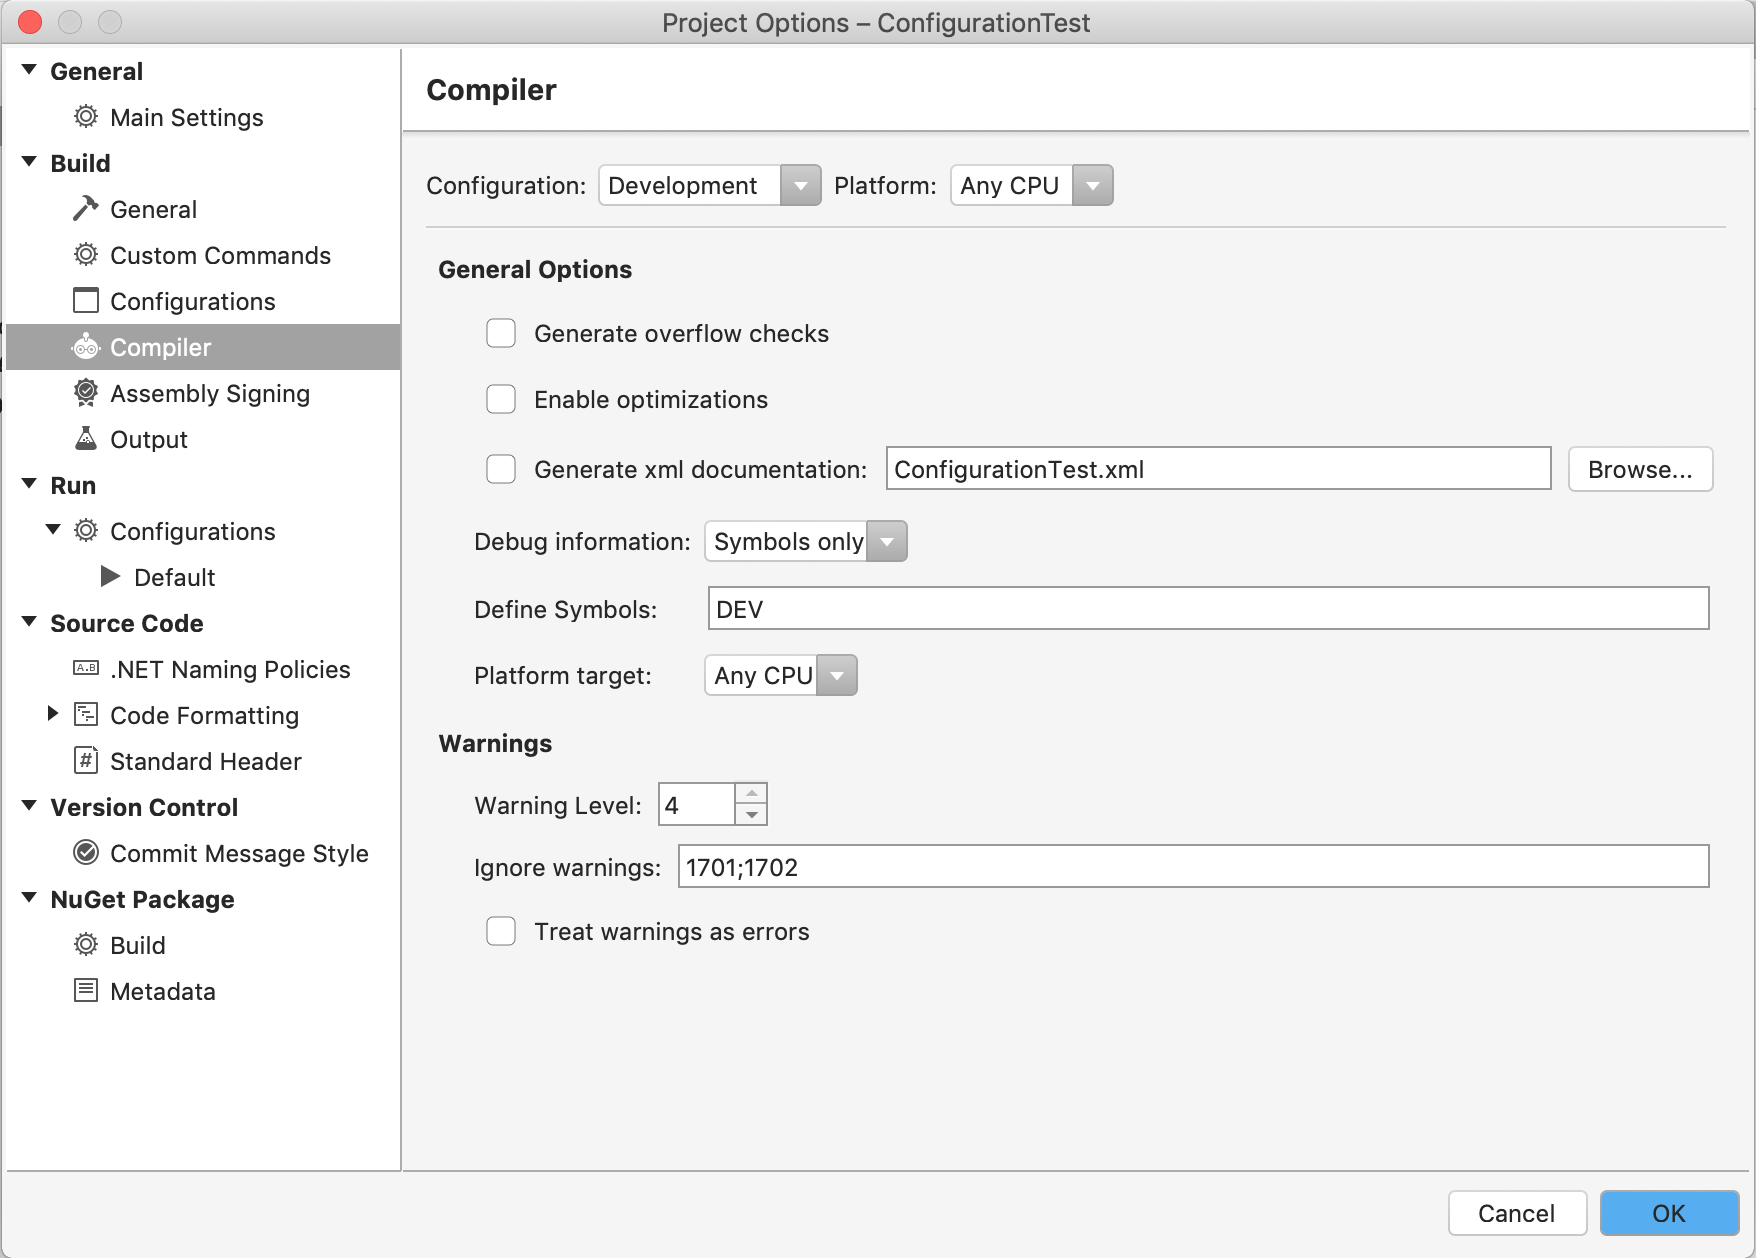 Project Options – ConfigurationTest
General
Main Settings
Build
General
Custom Commands
Configurations
Compiler
Assembly Signing
Output
Run
Configurations
Default
Source Code
A.B .NET Naming Policies
Code Formatting
# Standard Header
Version Control
Commit Message Style
NuGet Package
Build
Metadata
Compiler
Configuration: Development Platform: Any CPU
General Options
Generate overflow checks
Enable optimizations
Generate xml documentation: ConfigurationTest.xml Browse...
Debug information: Symbols only
Define Symbols: DEV
Platform target: Any CPU
Warnings
Warning Level: 4
Ignore warnings: 1701;1702
Treat warnings as errors
Cancel OK